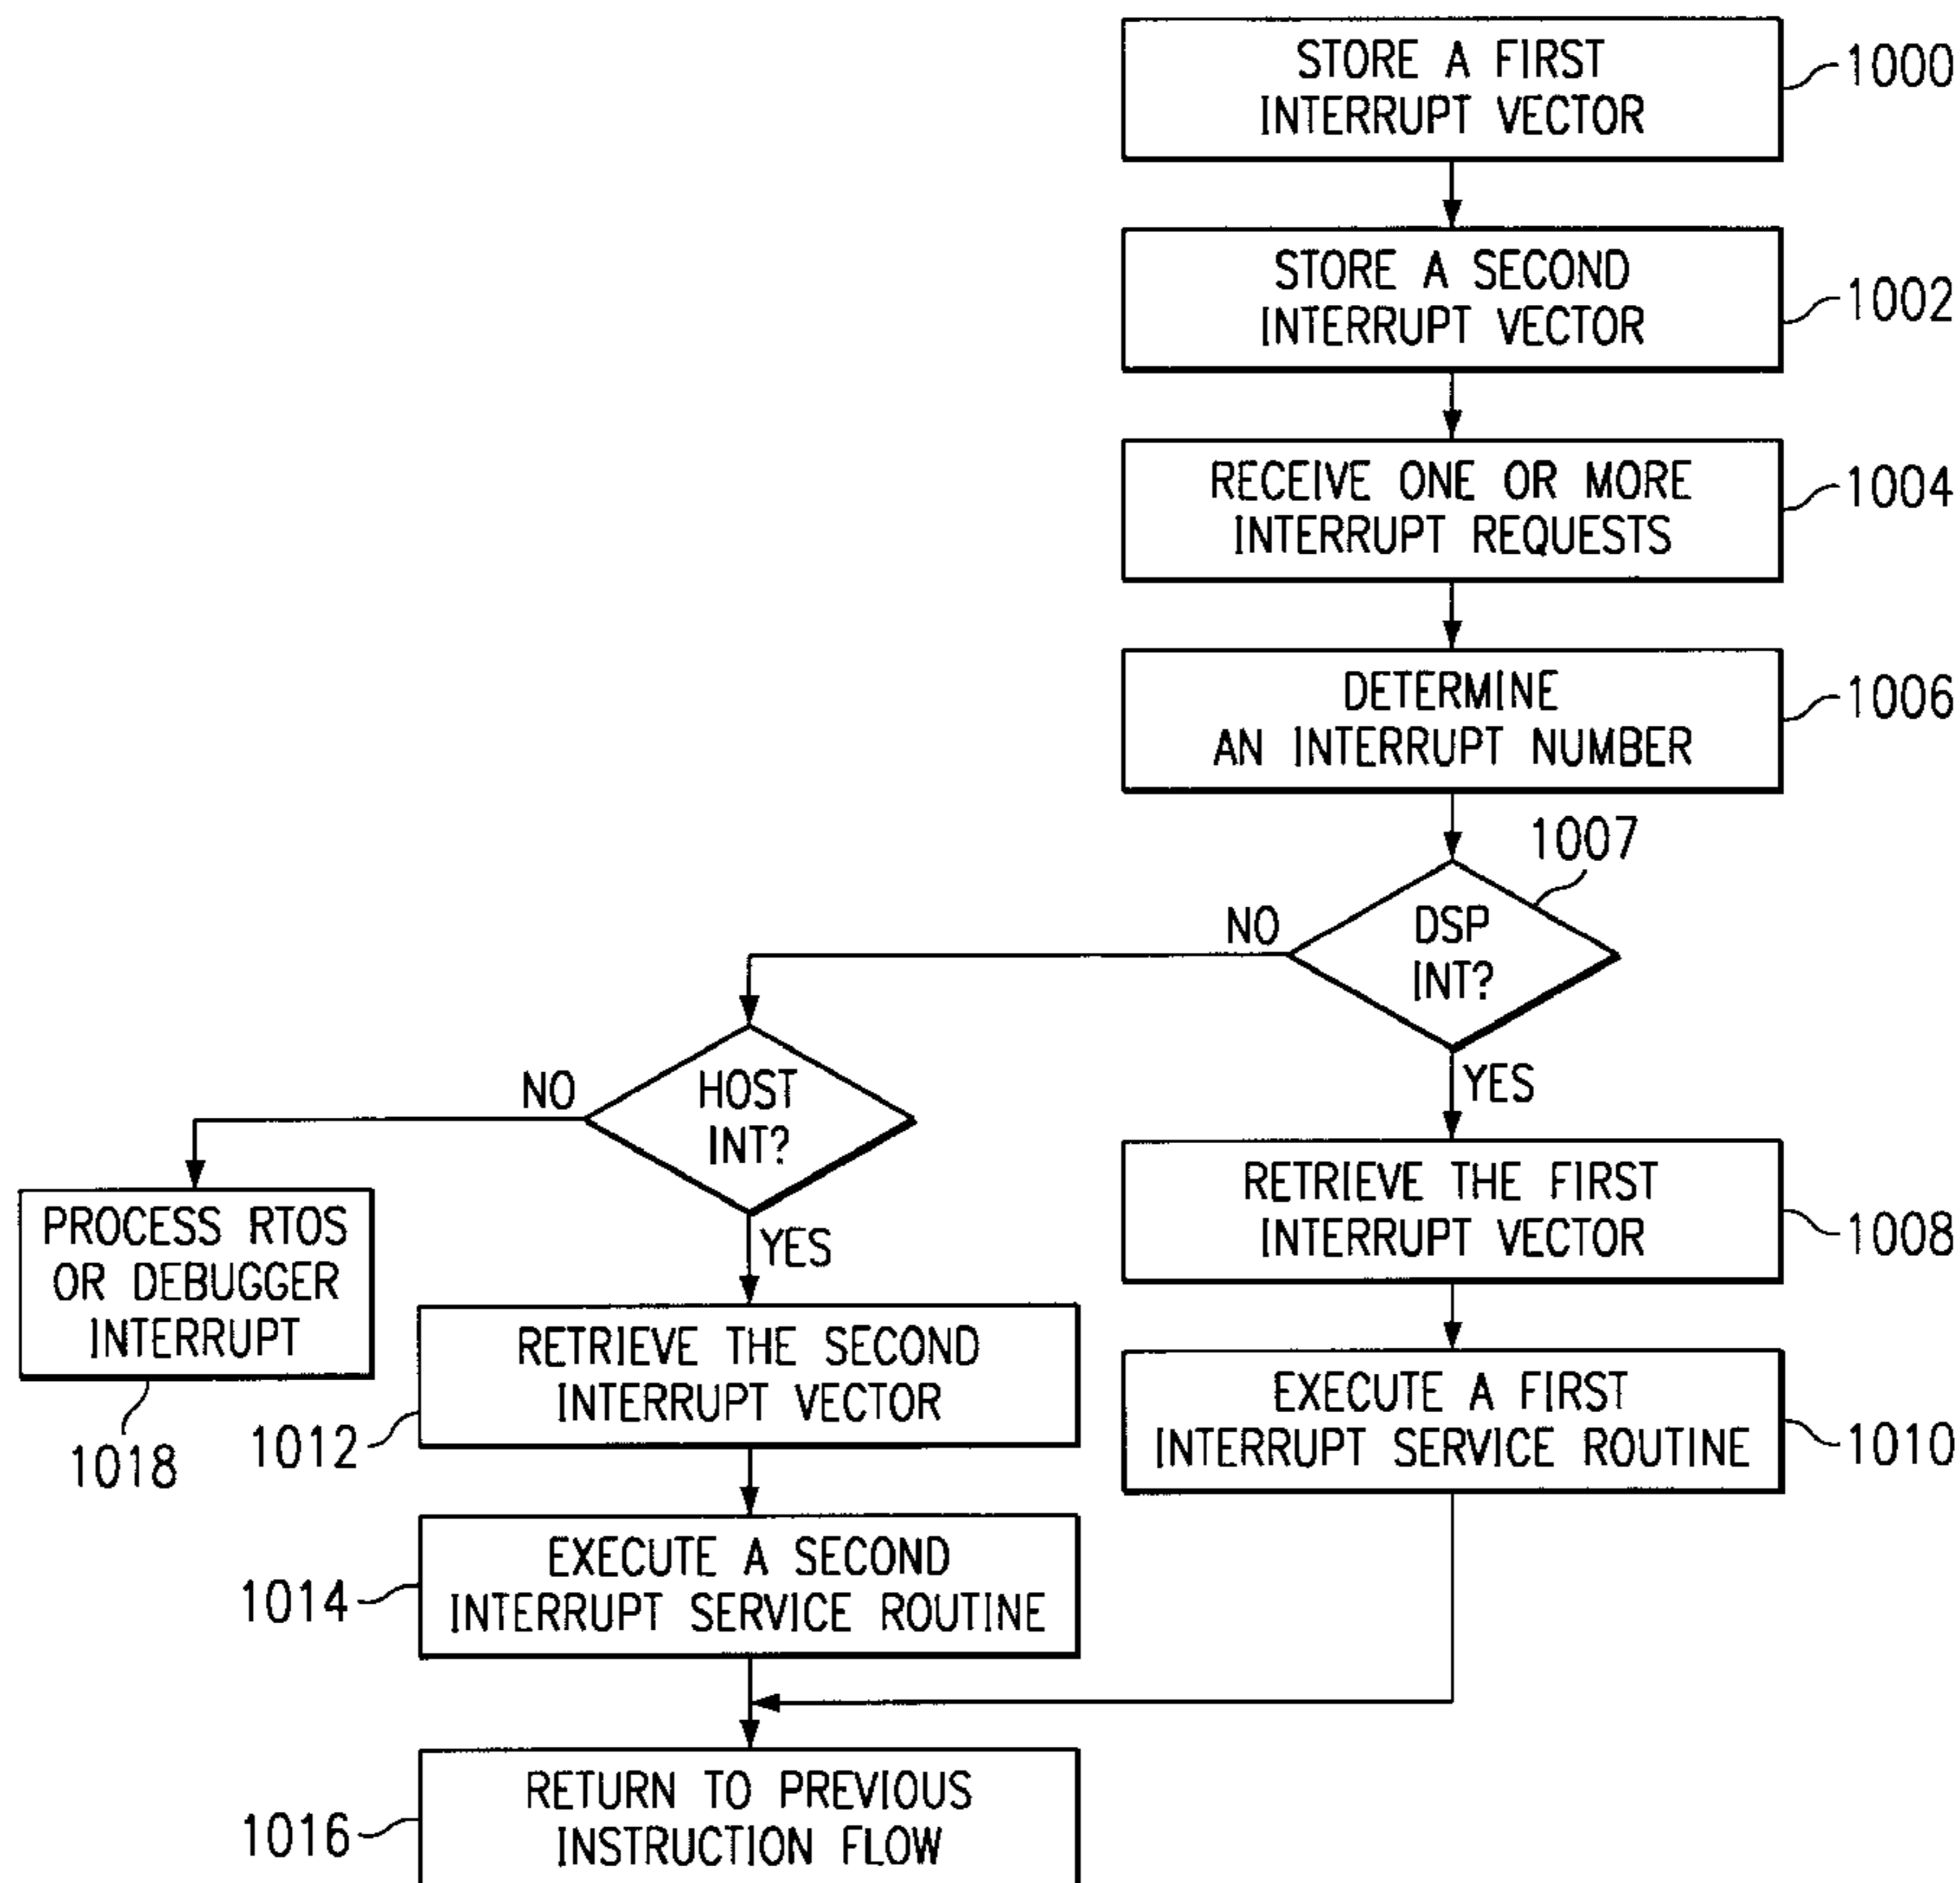 STORE A FIRST
INTERRUPT VECTOR
1000
STORE A SECOND
INTERRUPT VECTOR
1002
RECEIVE ONE OR MORE
INTERRUPT REQUESTS
1004
DETERMINE
AN INTERRUPT NUMBER
1006
1007
DSP
INT?
NO
YES
HOST
INT?
NO
YES
RETRIEVE THE FIRST
INTERRUPT VECTOR
1008
PROCESS RTOS
OR DEBUGGER
INTERRUPT
1018
RETRIEVE THE SECOND
INTERRUPT VECTOR
1012
EXECUTE A FIRST
INTERRUPT SERVICE ROUTINE
1010
EXECUTE A SECOND
INTERRUPT SERVICE ROUTINE
1014
RETURN TO PREVIOUS
INSTRUCTION FLOW
1016